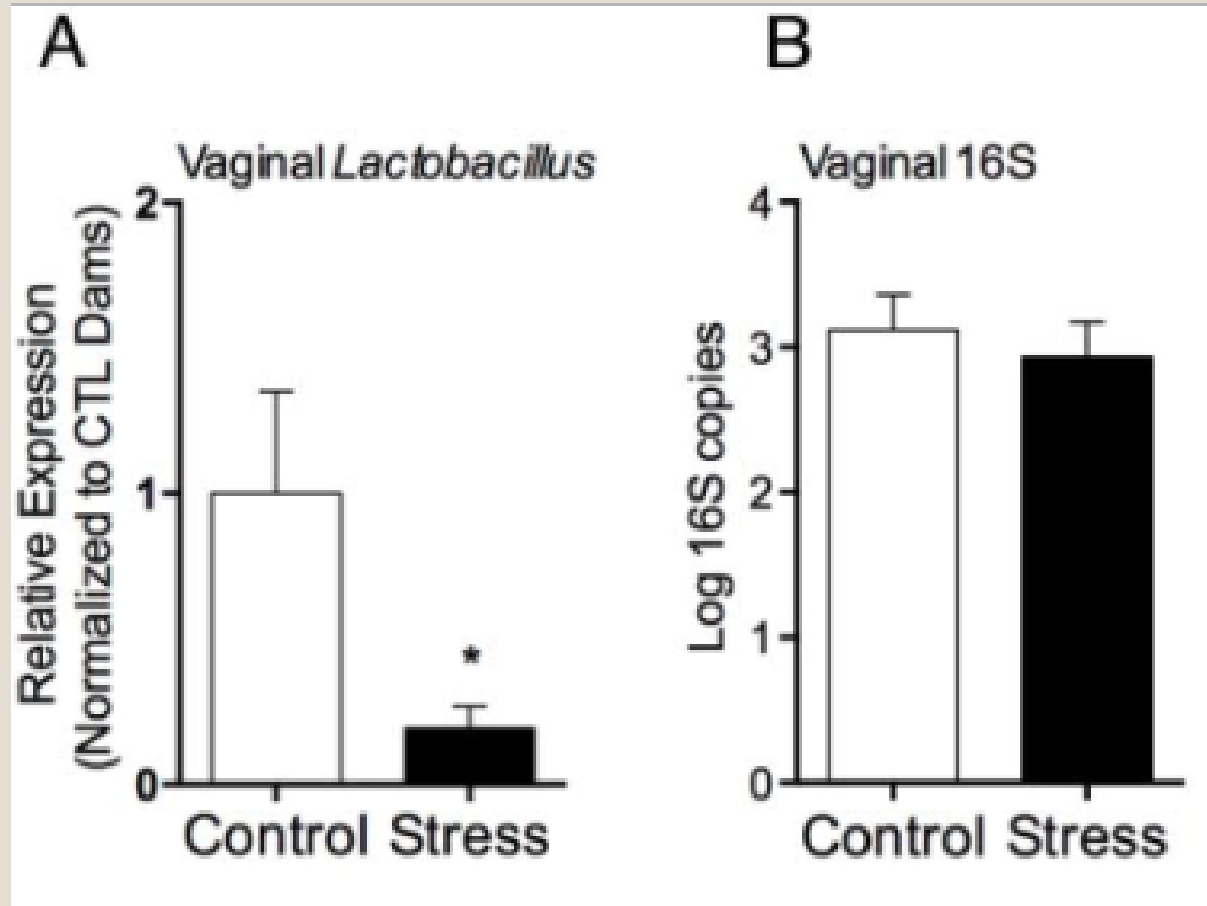 A
Vaginal Lactobacillus
Relative Expression
(Normalized to CTL Dams)
2
1
0
*
Control Stress
B
Vaginal 16S
Log 16S copies
4
3
2
1
0
Control Stress